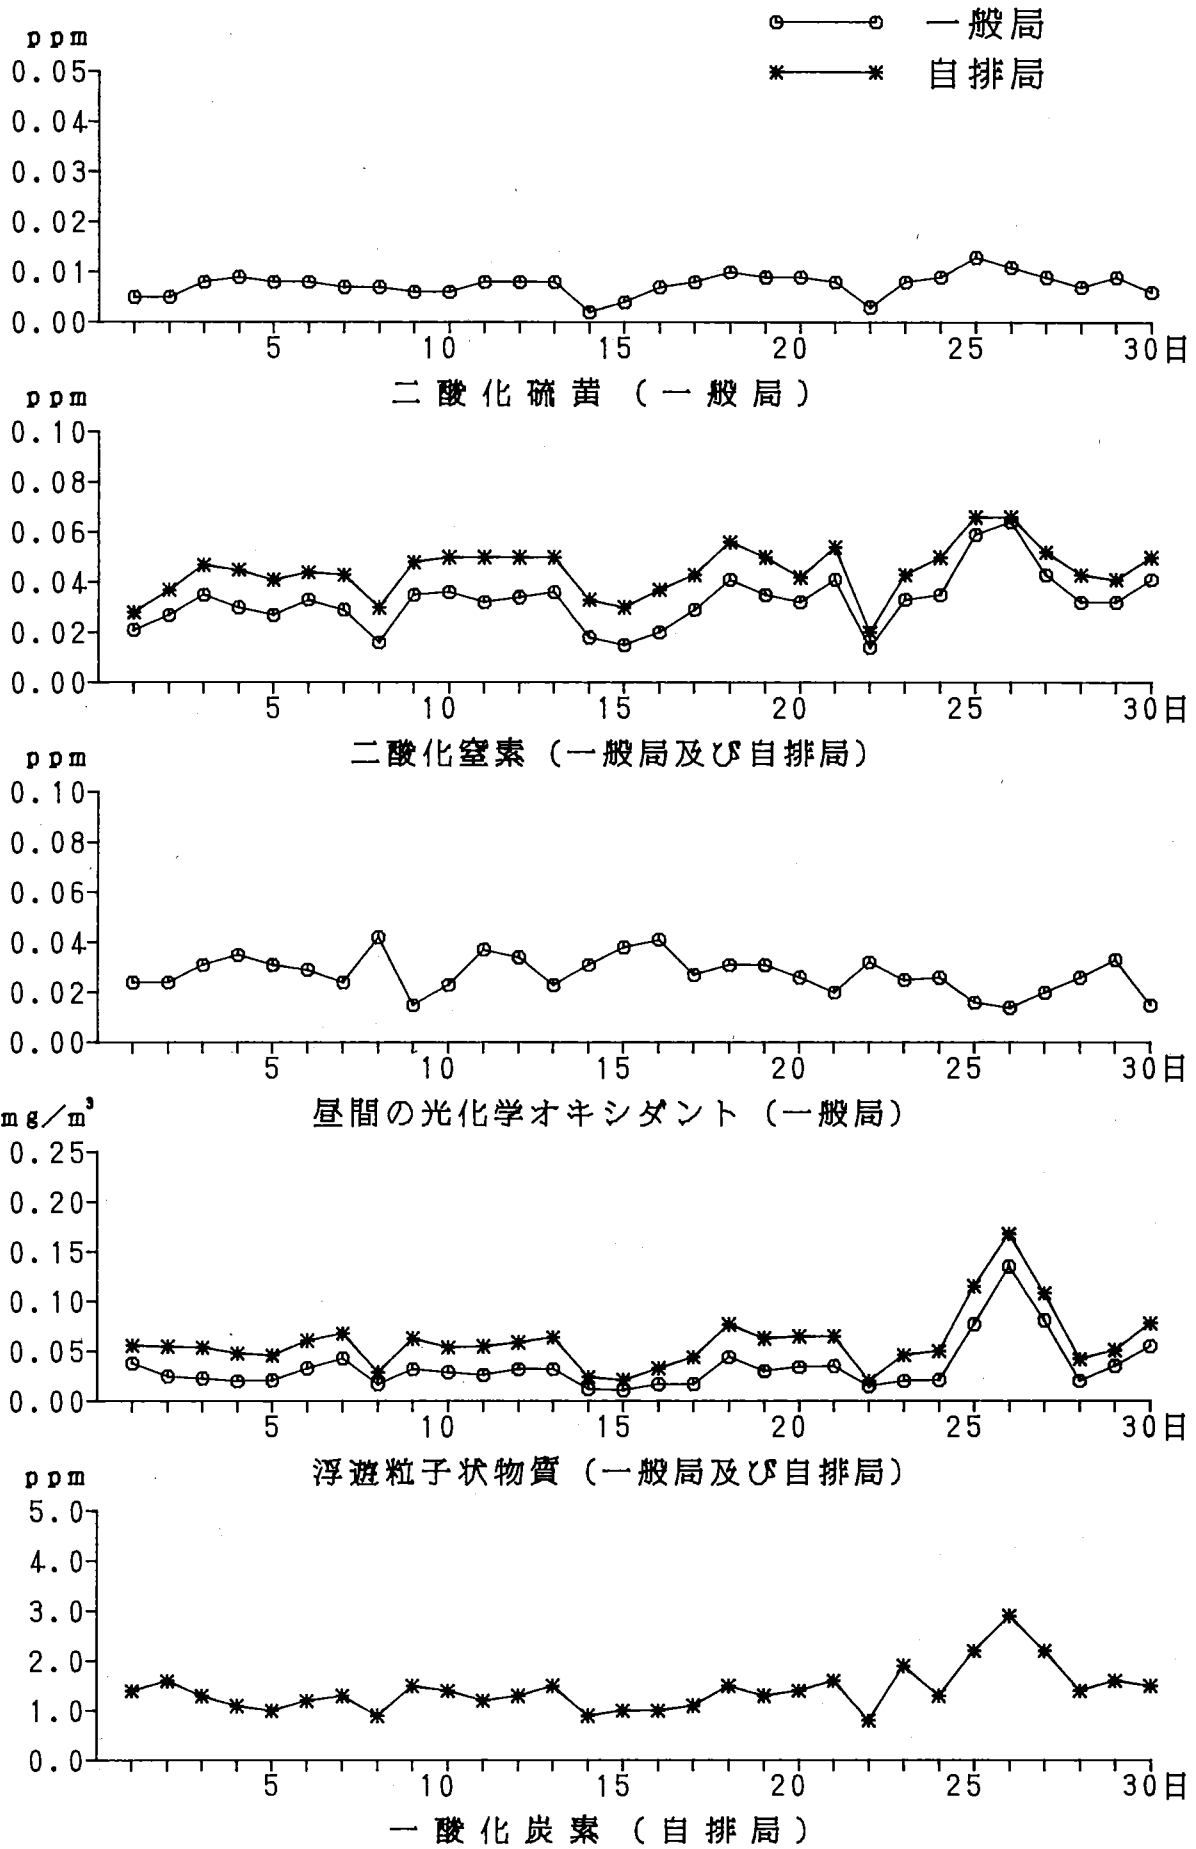 一般局
自排局
ppm
0.05
0.04
0.03
0.02
0.01
0.00
5 10 15 20 25 30日
二酸化硫黄(一般局)
ppm
0.10
0.08
0.06
0.04
0.02
0.00
5 10 15 20 25 30日
二酸化窒素(一般局及び自排局)
ppm
0.10
0.08
0.06
0.04
0.02
0.00
5 10 15 20 25 30日
昼間の光化学オキシダント(一般局)
mg/m³
0.25
0.20
0.15
0.10
0.05
0.00
5 10 15 20 25 30日
浮遊粒子状物質(一般局及び自排局)
ppm
5.0
4.0
3.0
2.0
1.0
0.0
5 10 15 20 25 30日
一酸化炭素(自排局)